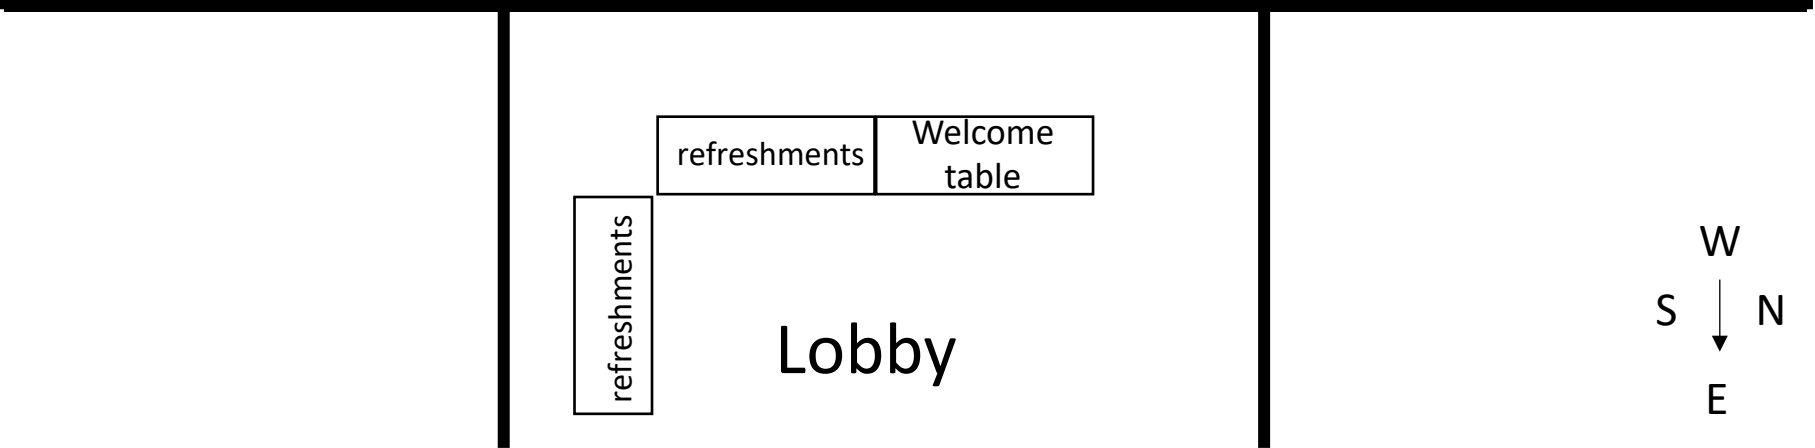 refreshments
Welcome
table
refreshments
Lobby
W
S
N
E